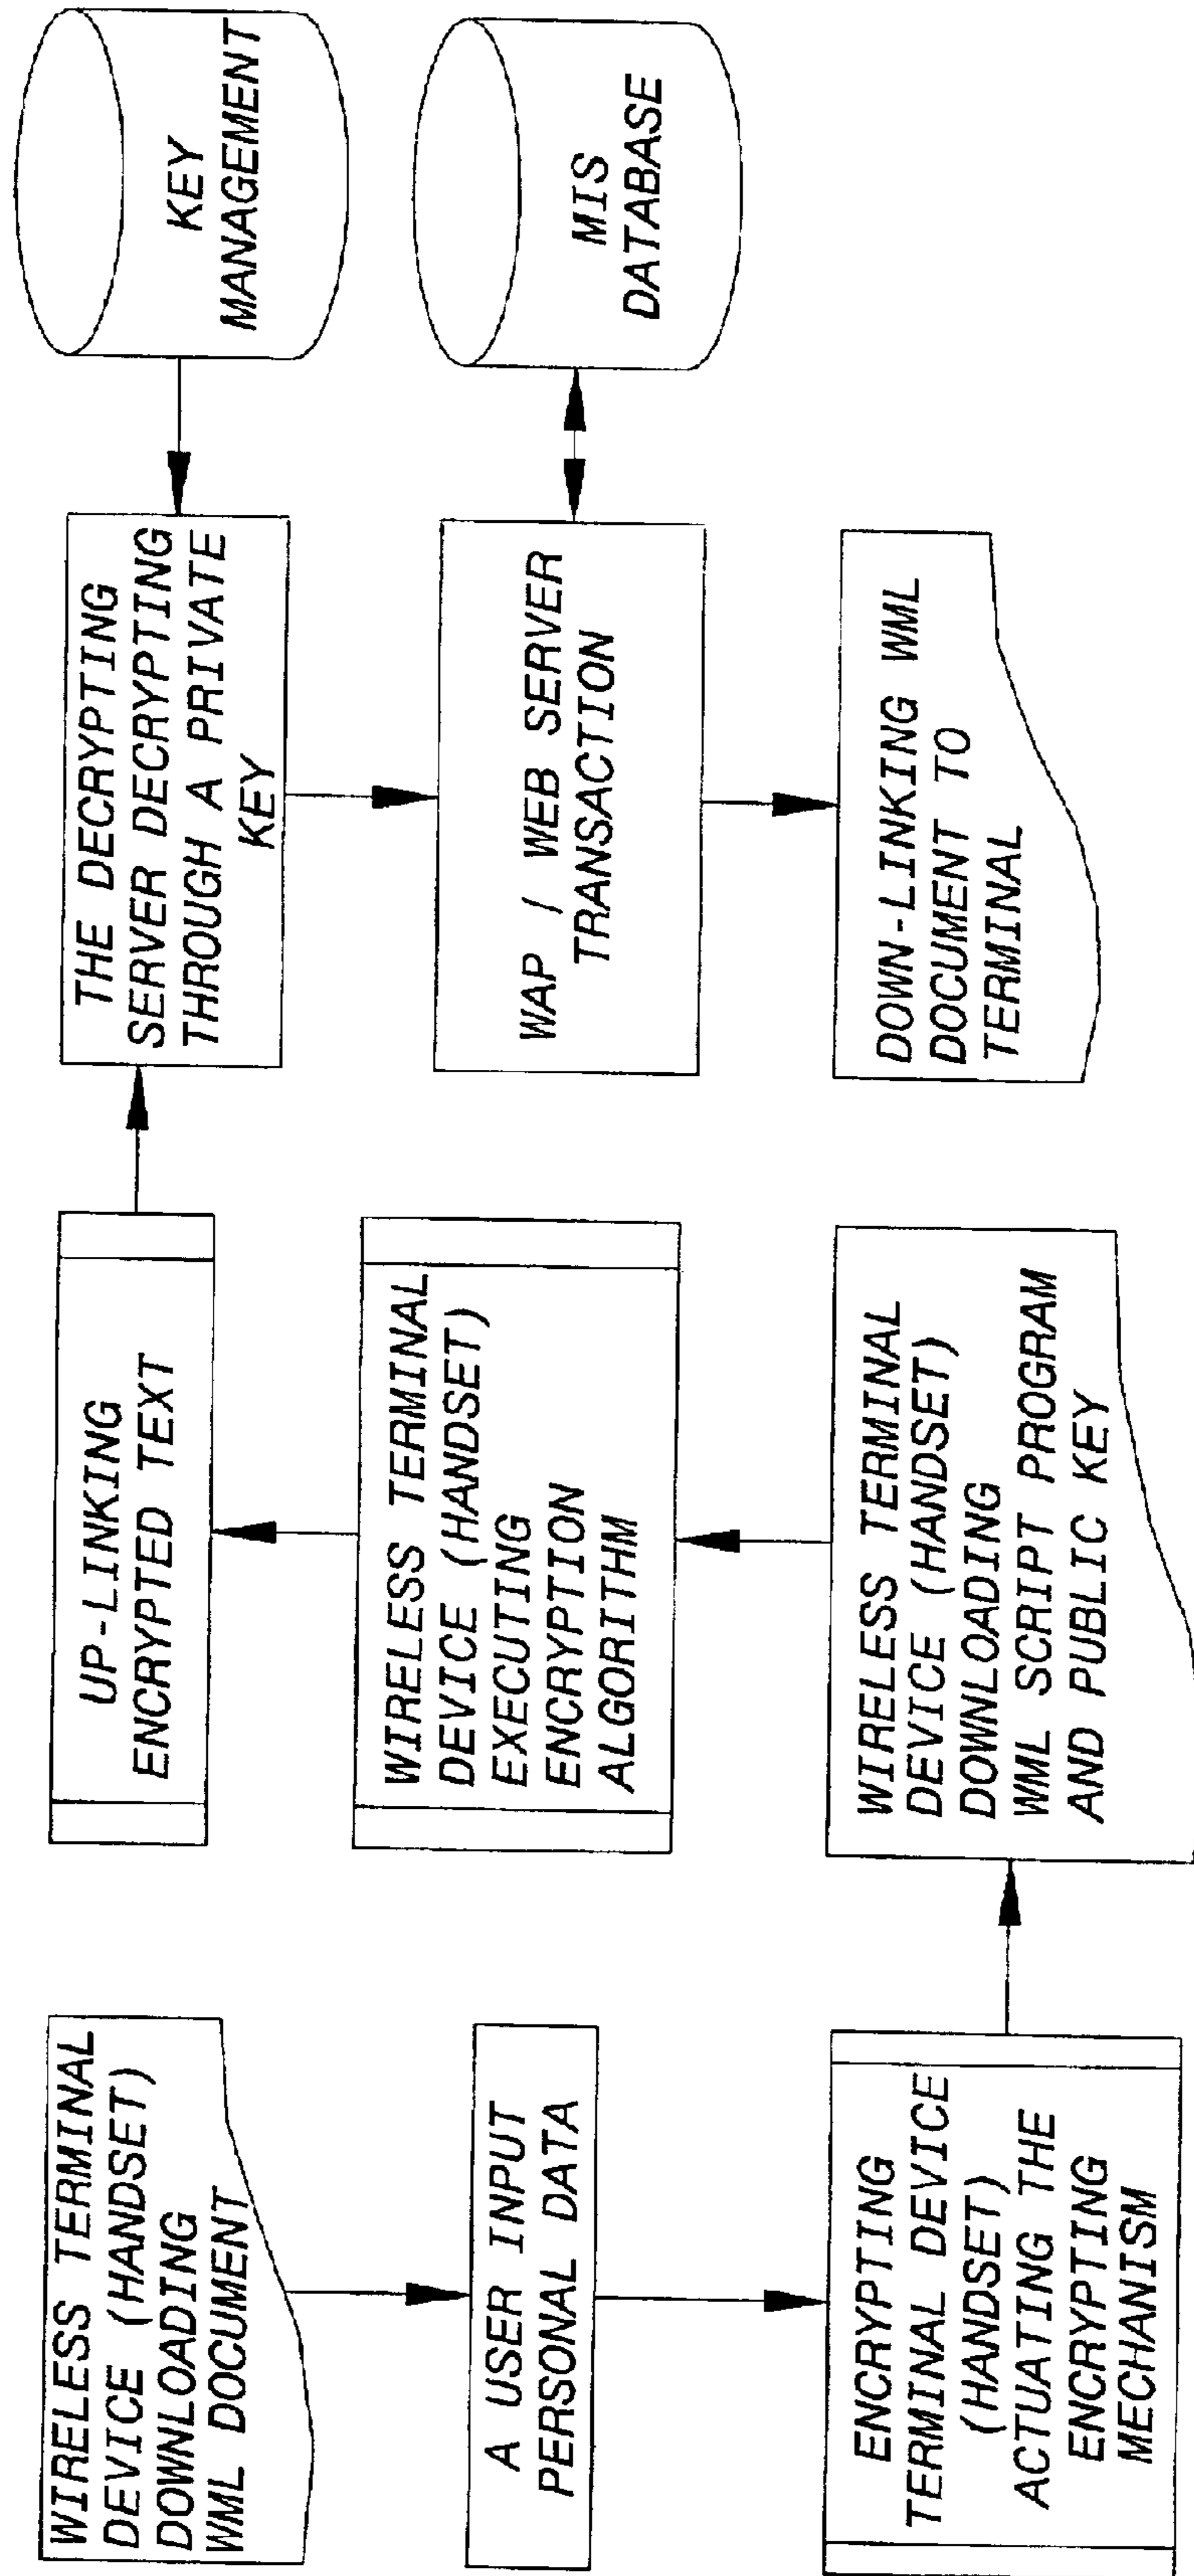 WIRELESS TERMINAL
DEVICE (HANDSET)
DOWNLOADING
WML DOCUMENT
A USER INPUT
PERSONAL DATA
ENCRYPTING
TERMINAL DEVICE
(HANDSET)
ACTUATING THE
ENCRYPTING
MECHANISM
WIRELESS TERMINAL
DEVICE (HANDSET)
DOWNLOADING
WML SCRIPT PROGRAM
AND PUBLIC KEY
WIRELESS TERMINAL
DEVICE (HANDSET)
EXECUTING
ENCRYPTION
ALGORITHM
UP-LINKING
ENCRYPTED TEXT
THE DECRYPTING
SERVER DECRYPTING
THROUGH A PRIVATE
KEY
KEY
MANAGEMENT
WAP / WEB SERVER
TRANSACTION
MIS
DATABASE
DOWN-LINKING WML
DOCUMENT TO
TERMINAL